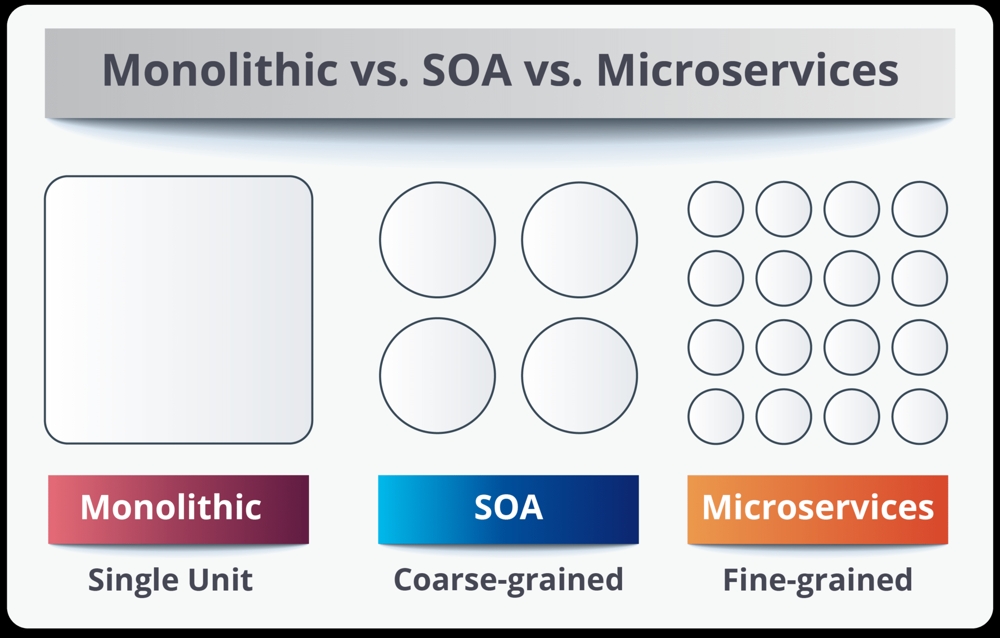 Monolithic vs. SOA vs. Microservices
Monolithic
SOA
Microservices
Single Unit
Coarse-grained
Fine-grained